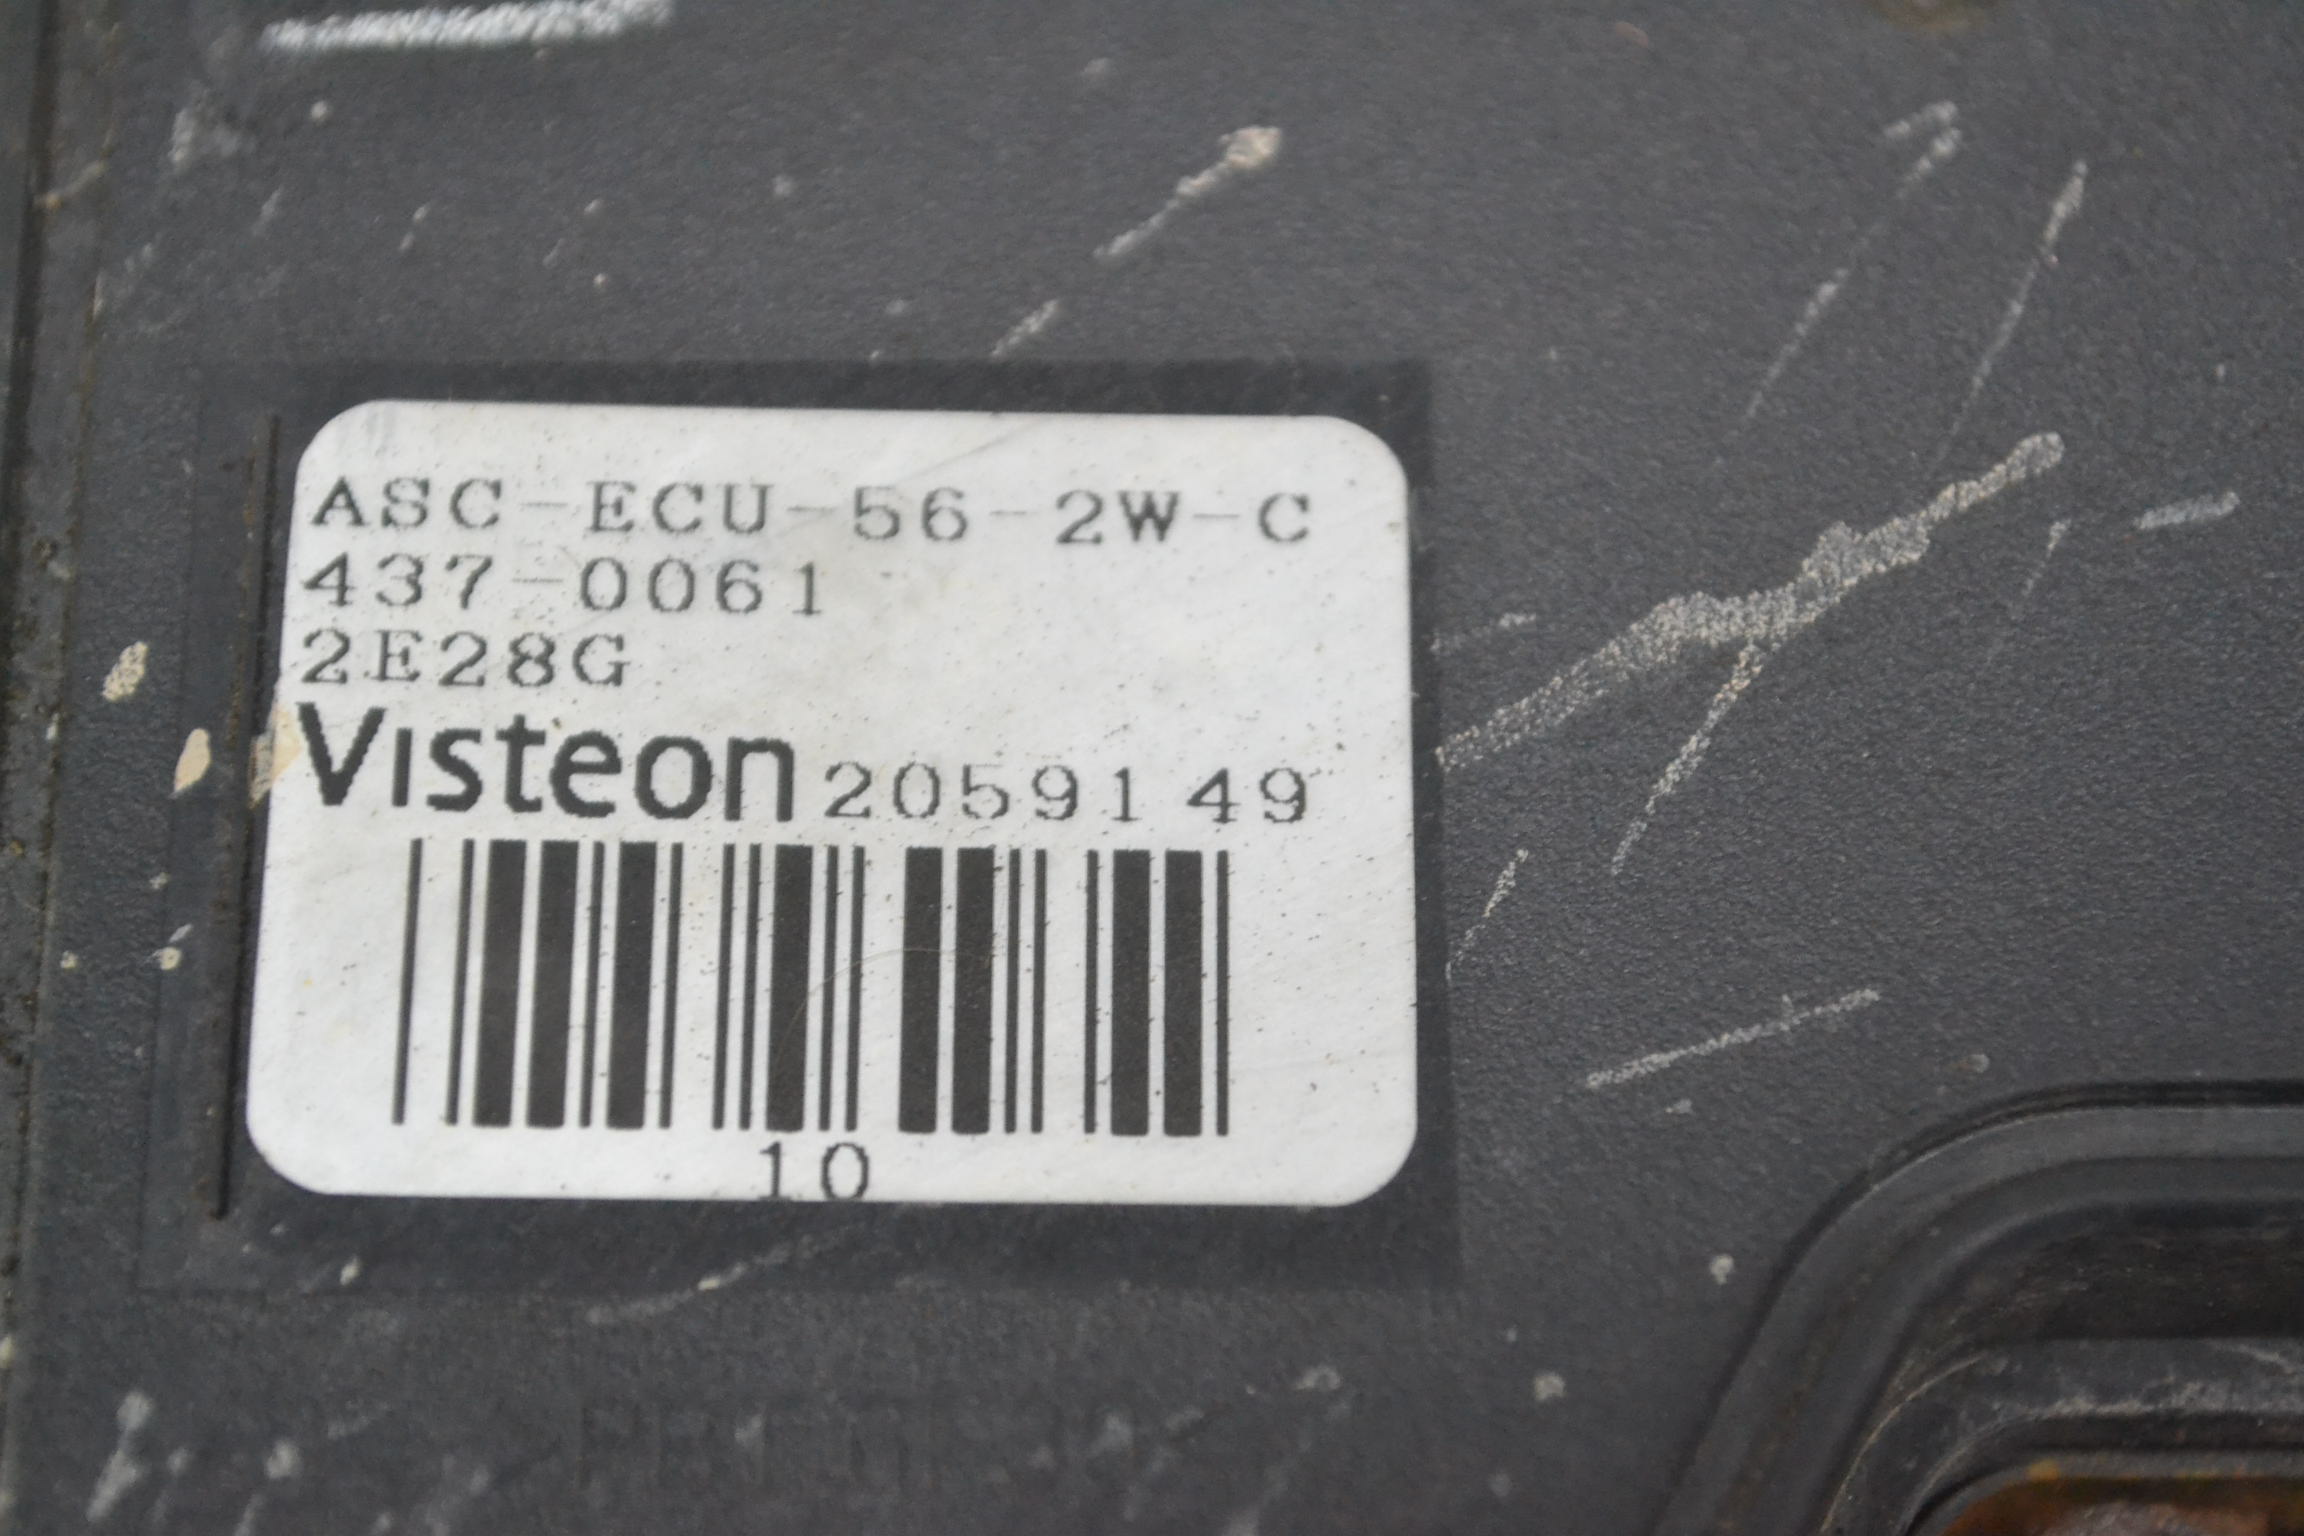 ASC-ECU-56-2W-C
437-0061
2E28G
Visteon 2059149
10